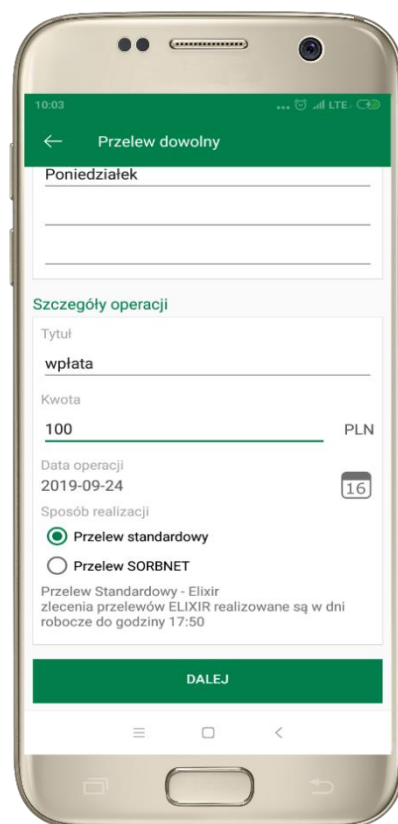 10:03
... LTE
Przelew dowolny
Poniedziałek
Szczegóły operacji
Tytuł
wpłata
Kwota
100 PLN
Data operacji
2019-09-24
16
Sposób realizacji
Przelew standardowy
Przelew SORBNET
Przelew Standardowy - Elixir
zlecenia przelewów ELIXIR realizowane są w dni
robocze do godziny 17:50
DALEJ